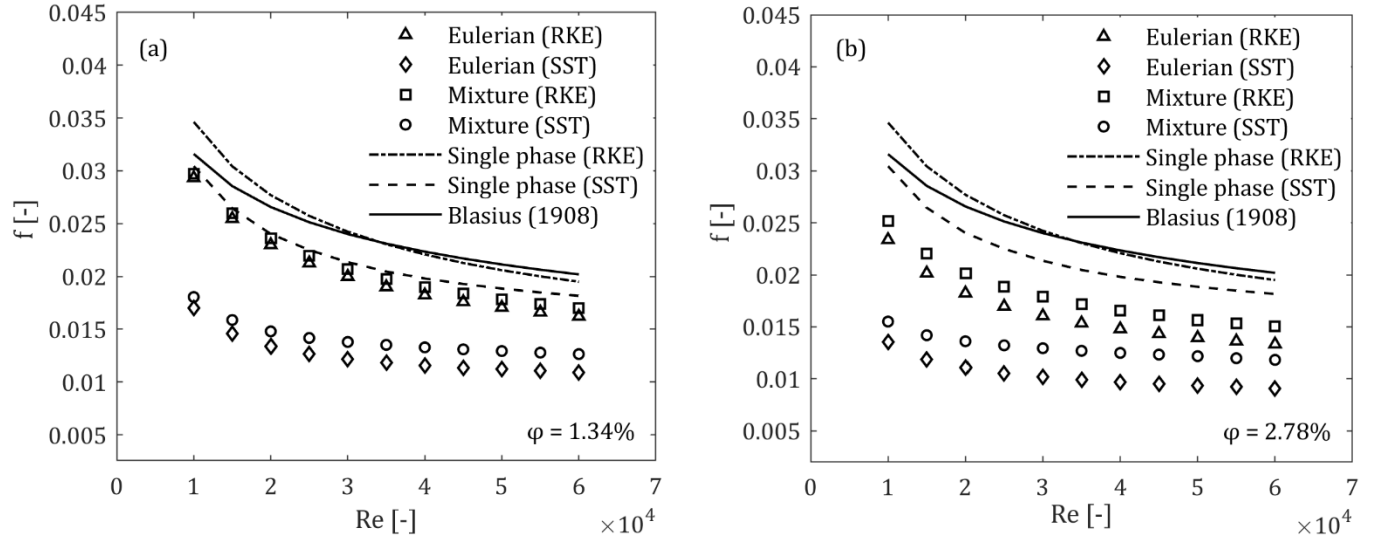 (a)
Eulerian (RKE)
Eulerian (SST)
Mixture (RKE)
Mixture (SST)
Single phase (RKE)
Single phase (SST)
Blasius (1908)
0.045
0.04
0.035
0.03
0.025
0.02
0.015
0.01
0.005
f [-]
φ = 1.34%
0 1 2 3 4 5 6 7
Re [-]
×10⁴
(b)
Eulerian (RKE)
Eulerian (SST)
Mixture (RKE)
Mixture (SST)
Single phase (RKE)
Single phase (SST)
Blasius (1908)
0.045
0.04
0.035
0.03
0.025
0.02
0.015
0.01
0.005
f [-]
φ = 2.78%
0 1 2 3 4 5 6 7
Re [-]
×10⁴